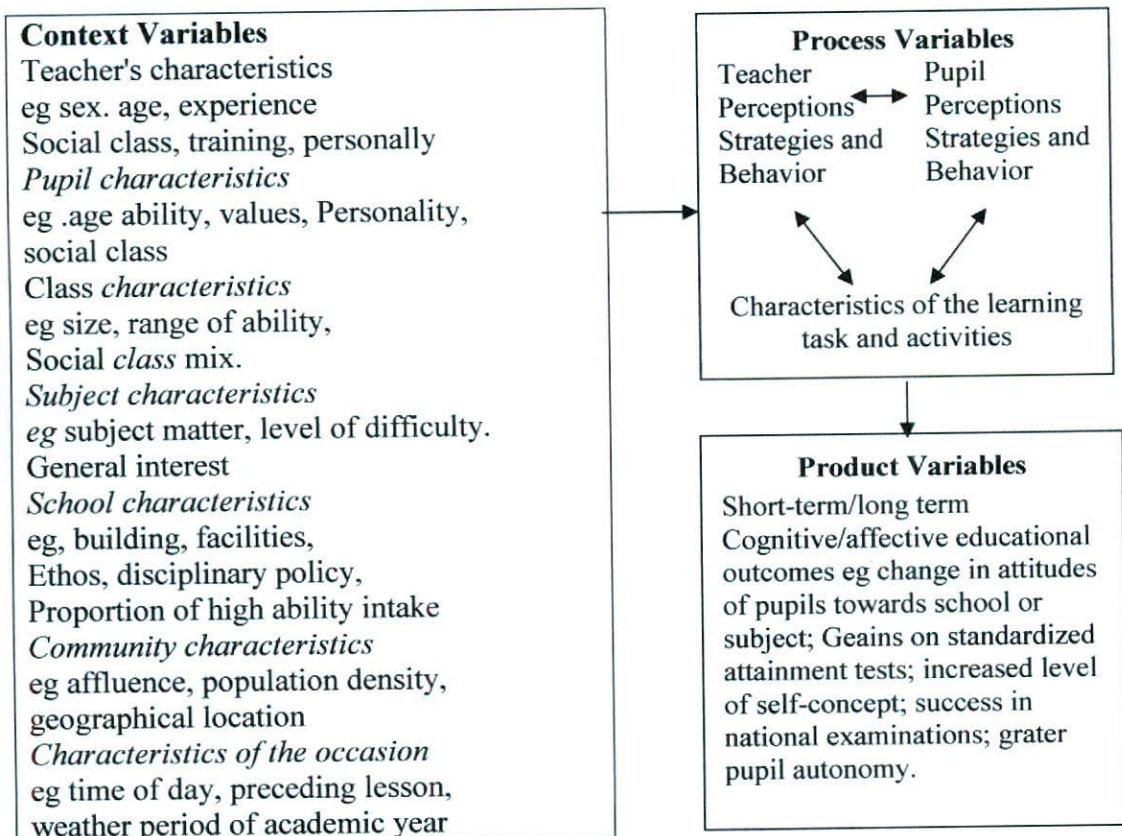 Context Variables
Teacher's characteristics
eg sex. age, experience
Social class, training, personally
Pupil characteristics
eg .age ability, values, Personality,
social class
Class characteristics
eg size, range of ability,
Social class mix.
Subject characteristics
eg subject matter, level of difficulty.
General interest
School characteristics
eg, building, facilities,
Ethos, disciplinary policy,
Proportion of high ability intake
Community characteristics
eg affluence, population density,
geographical location
Characteristics of the occasion
eg time of day, preceding lesson,
weather period of academic year
Process Variables
Teacher
Perceptions
Strategies and
Behavior
Pupil
Perceptions
Strategies and
Behavior
Characteristics of the learning
task and activities
Product Variables
Short-term/long term
Cognitive/affective educational
outcomes eg change in attitudes
of pupils towards school or
subject; Geains on standardized
attainment tests; increased level
of self-concept; success in
national examinations; grater
pupil autonomy.